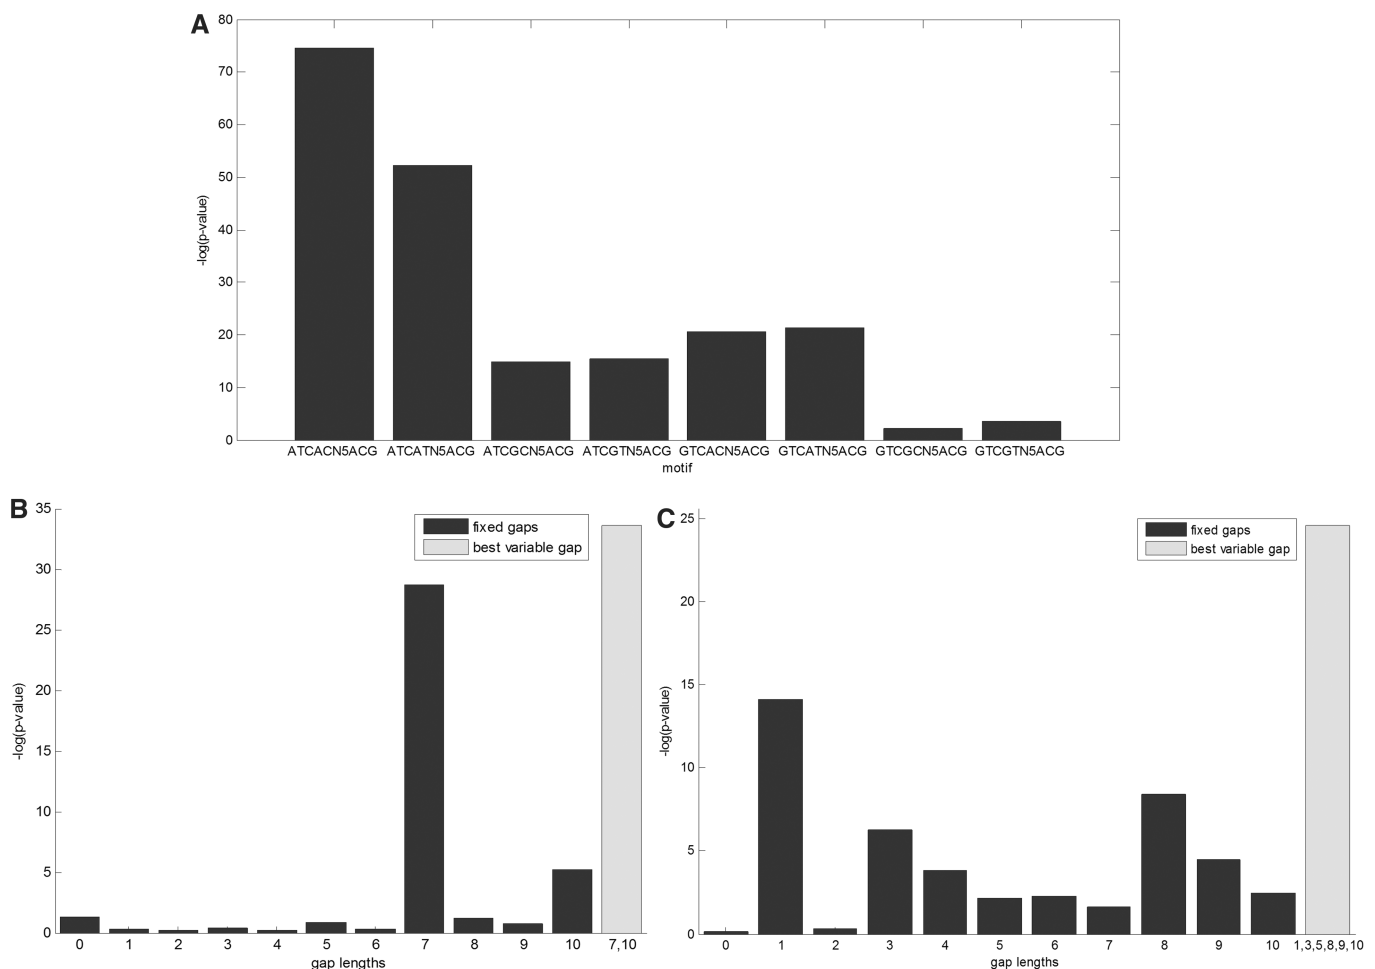 A
80
70
60
50
40
30
20
10
0
-log(p-value)
ATCACN5ACG ATCATN5ACG ATCGCN5ACG ATCGTN5ACG GTCACN5ACG GTCATN5ACG GTCGCN5ACG GTCGTN5ACG
motif
B
35
30
25
20
15
10
5
0
-log(p-value)
fixed gaps
best variable gap
0 1 2 3 4 5 6 7 8 9 10 7,10
gap lengths
C
25
20
15
10
5
0
-log(p-value)
fixed gaps
best variable gap
0 1 2 3 4 5 6 7 8 9 10 1,3,5,8,9,10
gap lengths